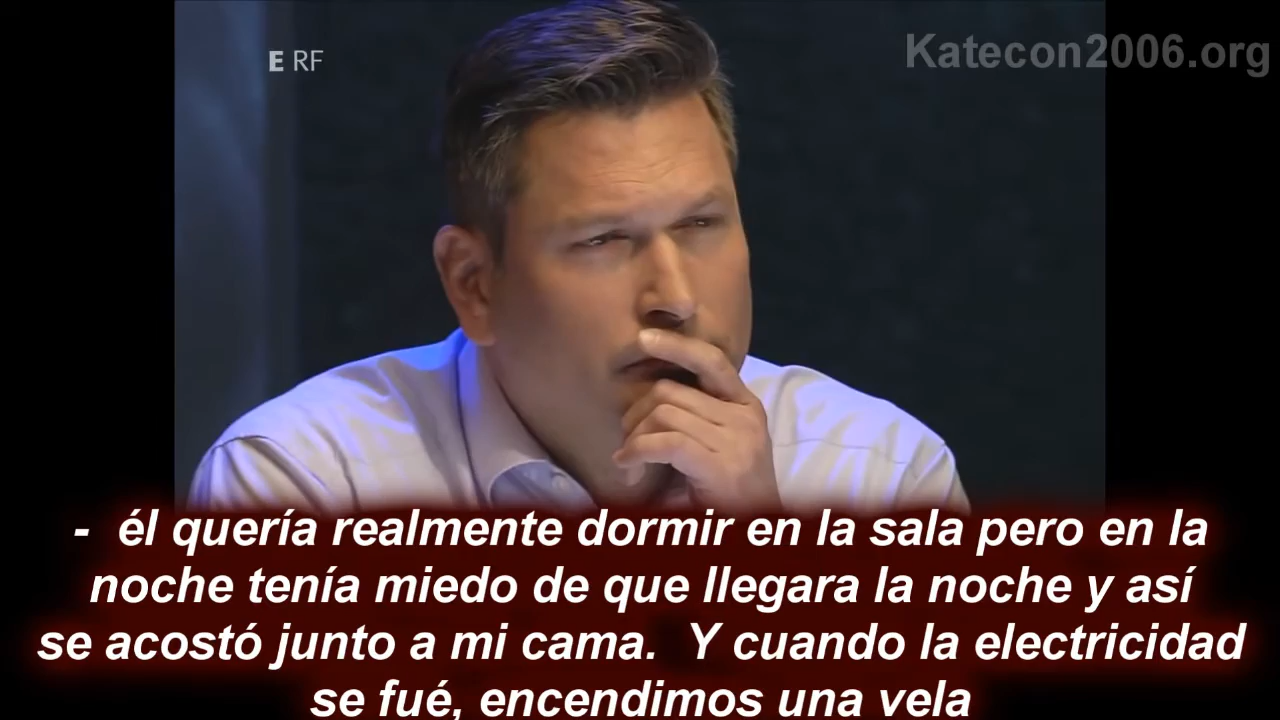 E RF
Katecon2006.org
-  él quería realmente dormir en la sala pero en la
noche tenía miedo de que llegara la noche y así
se acostó junto a mi cama.  Y cuando la electricidad
se fué, encendimos una vela